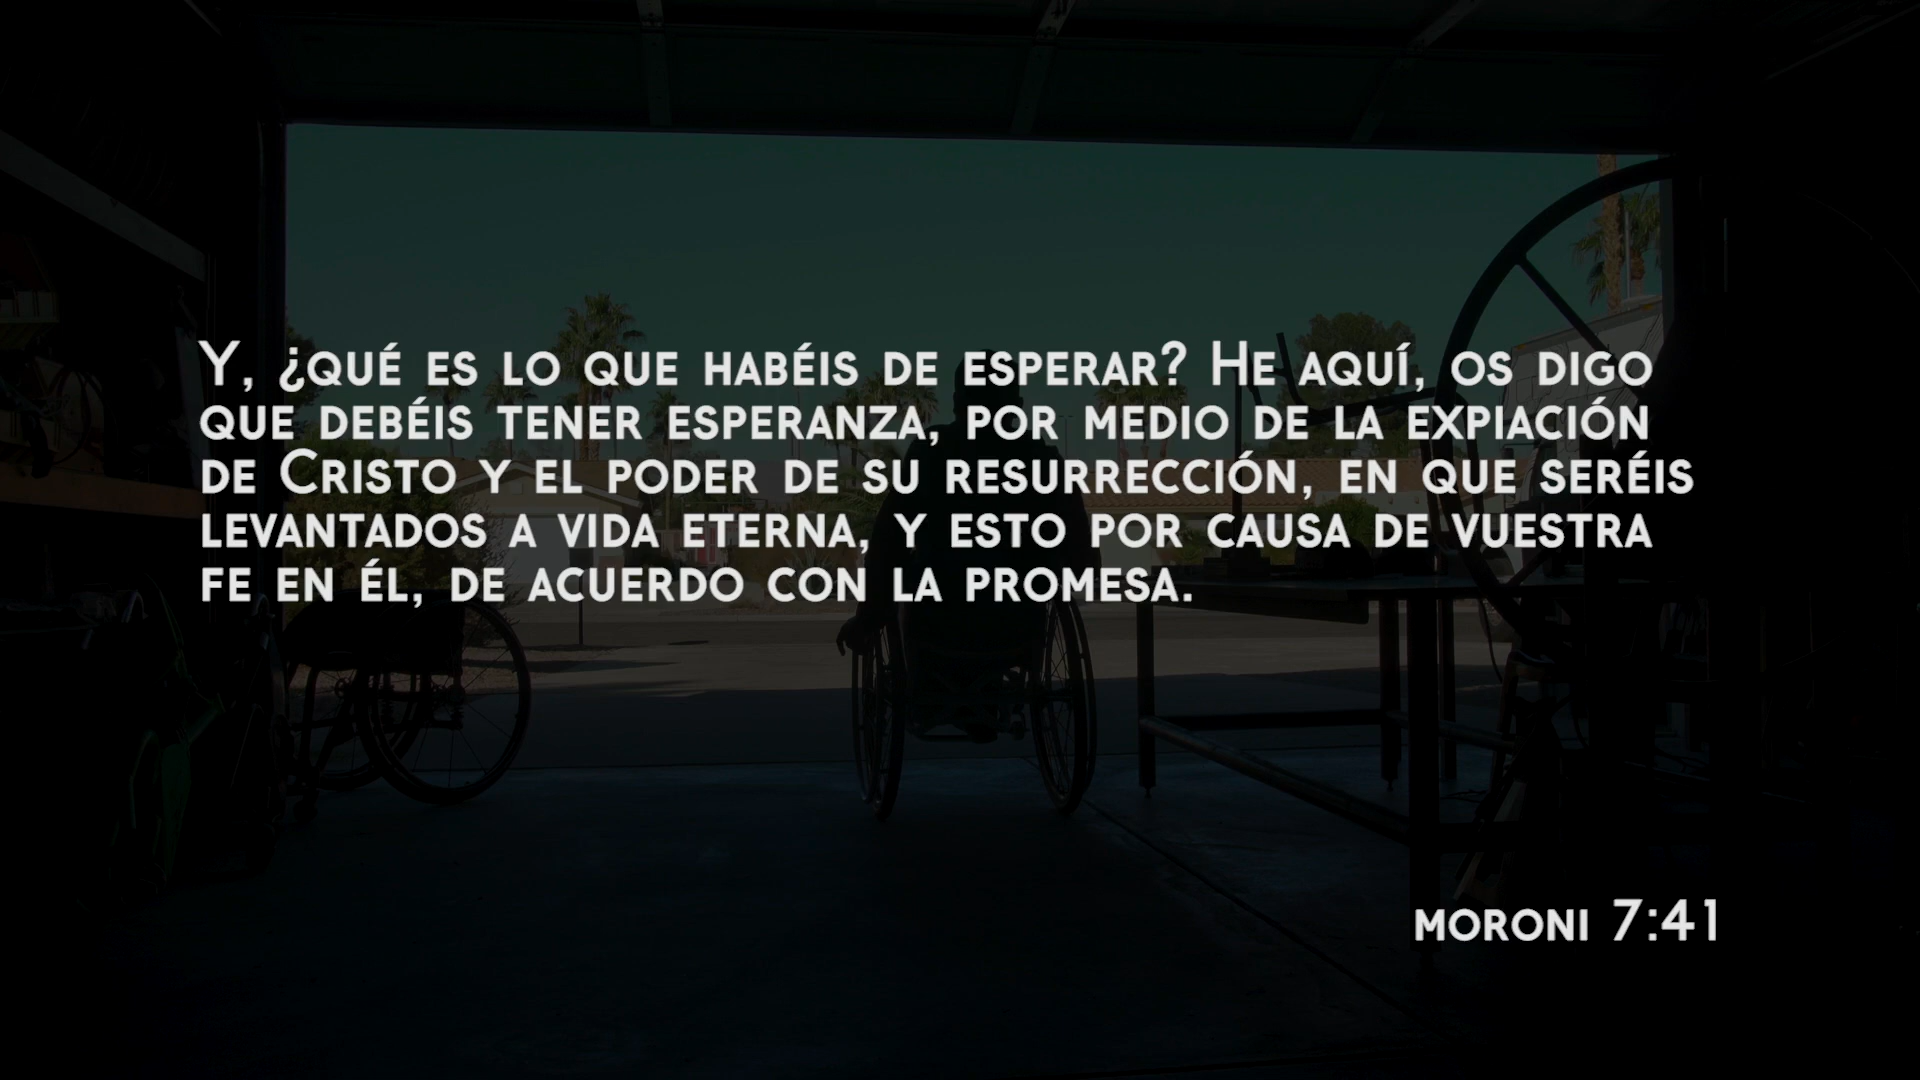 Y, ¿qué es lo que habéis de esperar? He aquí, os digo
que debéis tener esperanza, por medio de la expiación
de Cristo y el poder de su resurrección, en que seréis
levantados a vida eterna, y esto por causa de vuestra
fe en él, de acuerdo con la promesa.
moroni 7:41